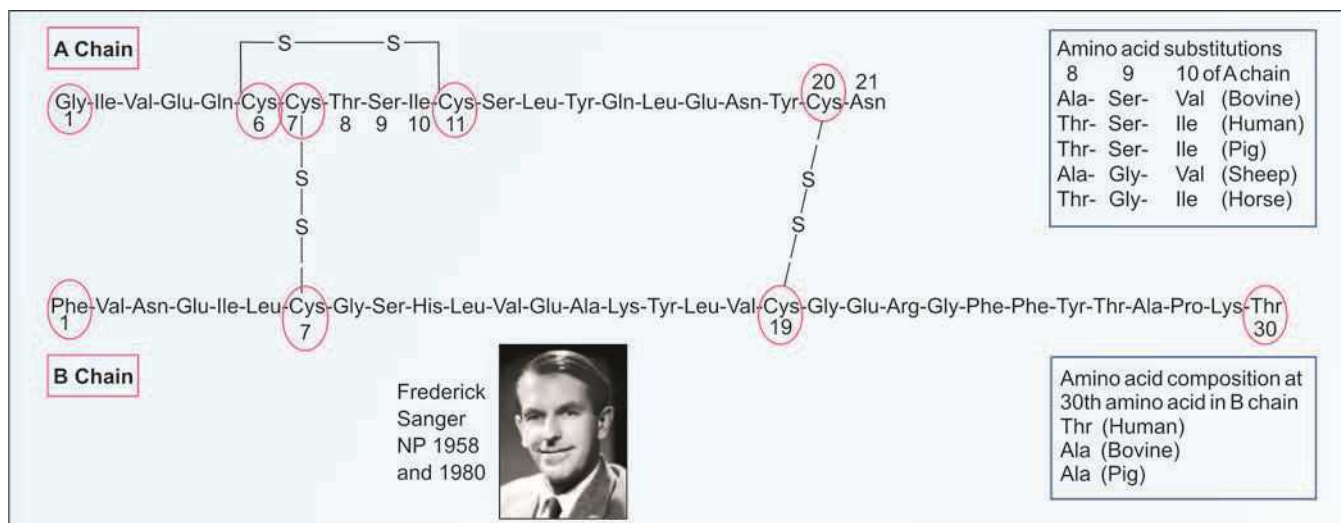 A Chain
S S
Gly-Ile-Val-Glu-Gln-Cys-Cys-Thr-Ser-Ile-Cys-Ser-Leu-Tyr-Gln-Leu-Glu-Asn-Tyr-Cys-Asn
1 6 7 8 9 10 11 20 21
S S
S S
Phe-Val-Asn-Glu-Ile-Leu-Cys-Gly-Ser-His-Leu-Val-Glu-Ala-Lys-Tyr-Leu-Val-Cys-Gly-Glu-Arg-Gly-Phe-Phe-Tyr-Thr-Ala-Pro-Lys-Thr
1 7 19 30
B Chain
Amino acid substitutions
8 9 10 of A chain
Ala- Ser- Val (Bovine)
Thr- Ser- Ile (Human)
Thr- Ser- Ile (Pig)
Ala- Gly- Val (Sheep)
Thr- Gly- Ile (Horse)
Frederick
Sanger
NP 1958
and 1980
Amino acid composition at
30th amino acid in B chain
Thr (Human)
Ala (Bovine)
Ala (Pig)